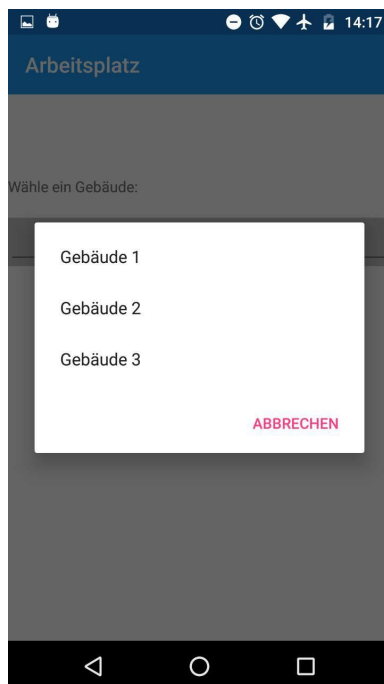 14:17
Arbeitsplatz
Wähle ein Gebäude:
Gebäude 1
Gebäude 2
Gebäude 3
ABBRECHEN